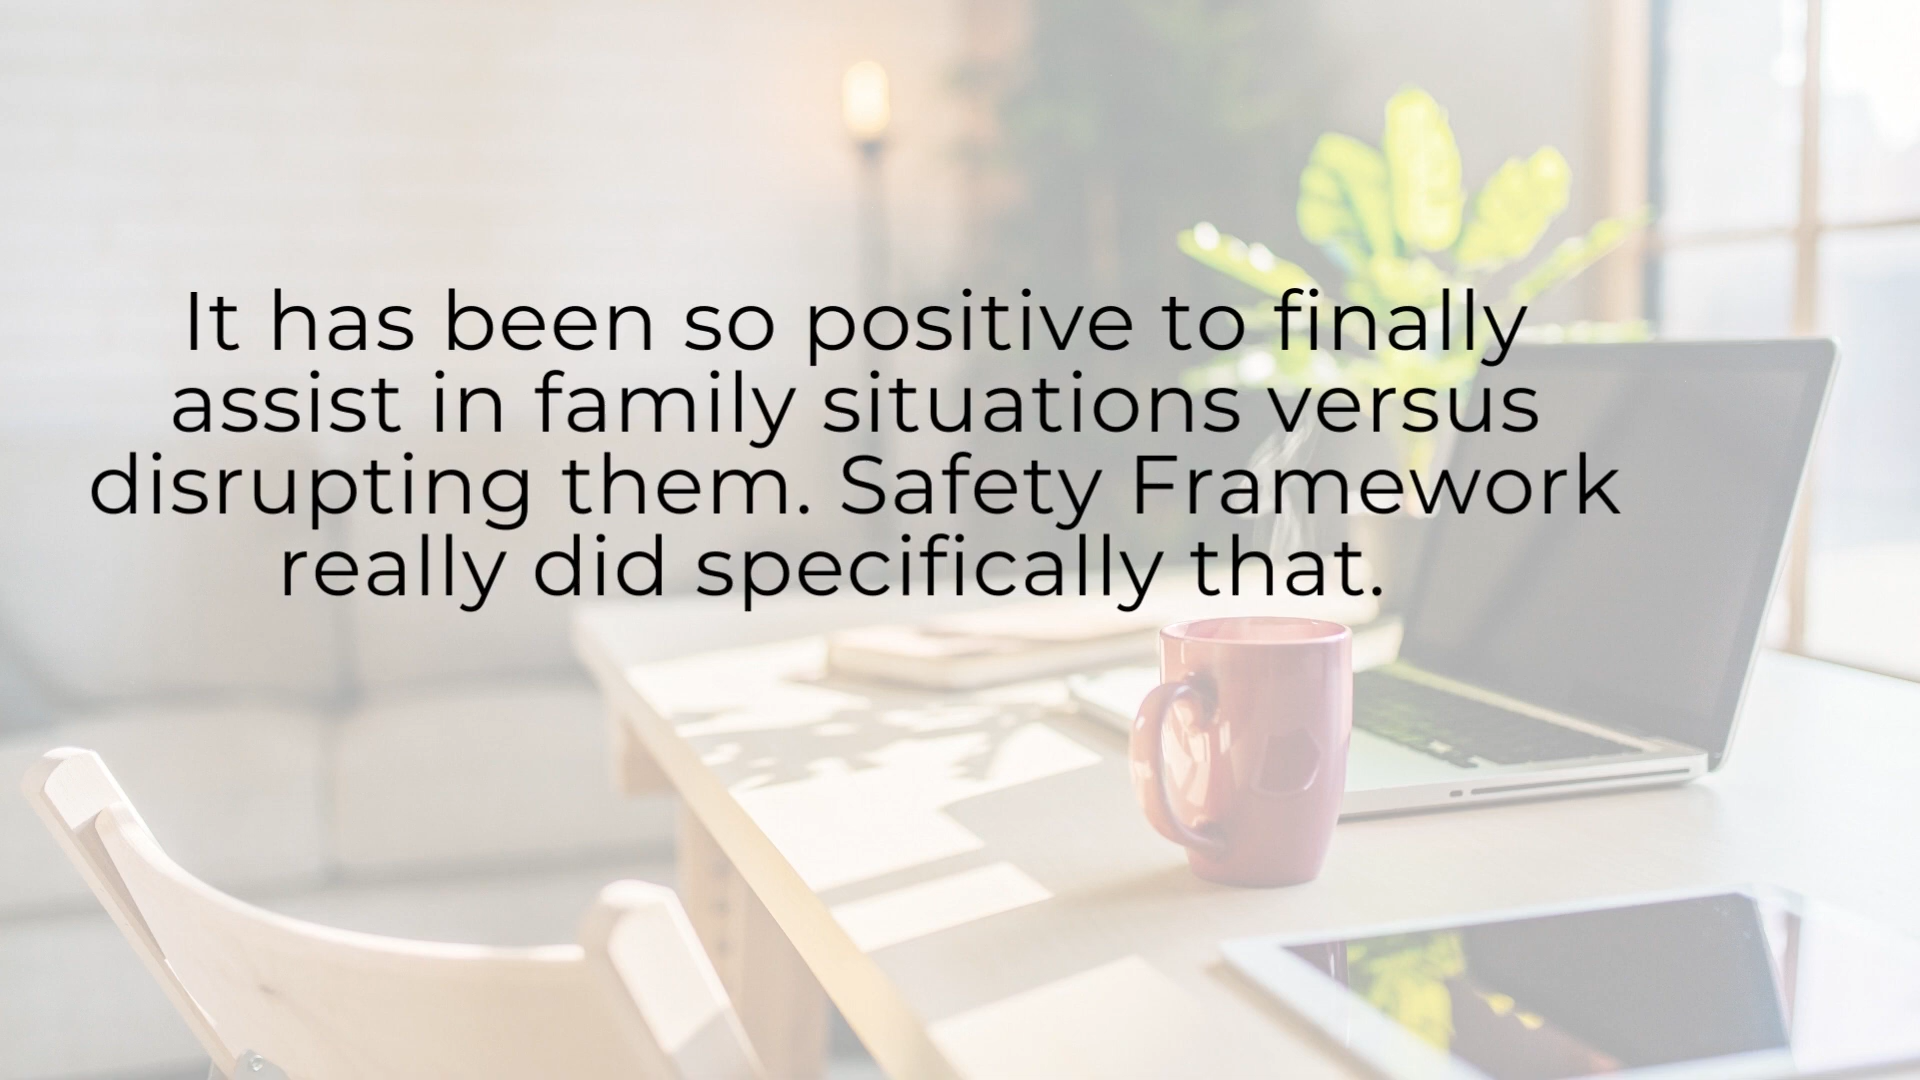 It has been so positive to finally
assist in family situations versus
disrupting them. Safety Framework
really did specifically that.